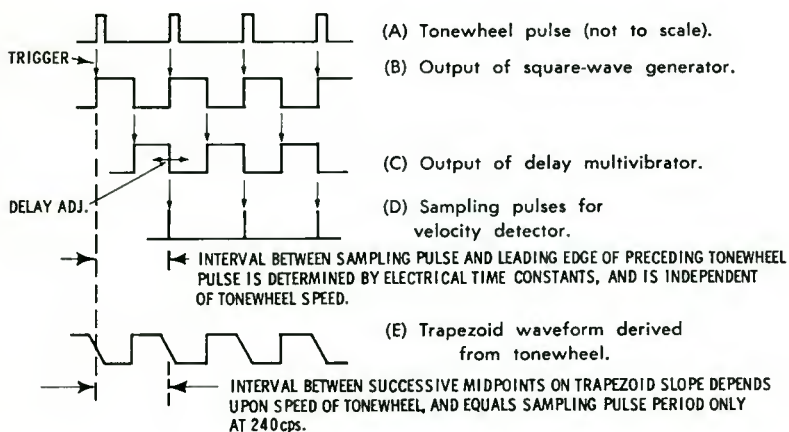 (A) Tonewheel pulse (not to scale).
TRIGGER
(B) Output of square-wave generator.
(C) Output of delay multivibrator.
DELAY ADJ.
(D) Sampling pulses for
velocity detector.
INTERVAL BETWEEN SAMPLING PULSE AND LEADING EDGE OF PRECEDING TONEWHEEL
PULSE IS DETERMINED BY ELECTRICAL TIME CONSTANTS, AND IS INDEPENDENT
OF TONEWHEEL SPEED.
(E) Trapezoid waveform derived
from tonewheel.
INTERVAL BETWEEN SUCCESSIVE MIDPOINTS ON TRAPEZOID SLOPE DEPENDS
UPON SPEED OF TONEWHEEL, AND EQUALS SAMPLING PULSE PERIOD ONLY
AT 240cps.